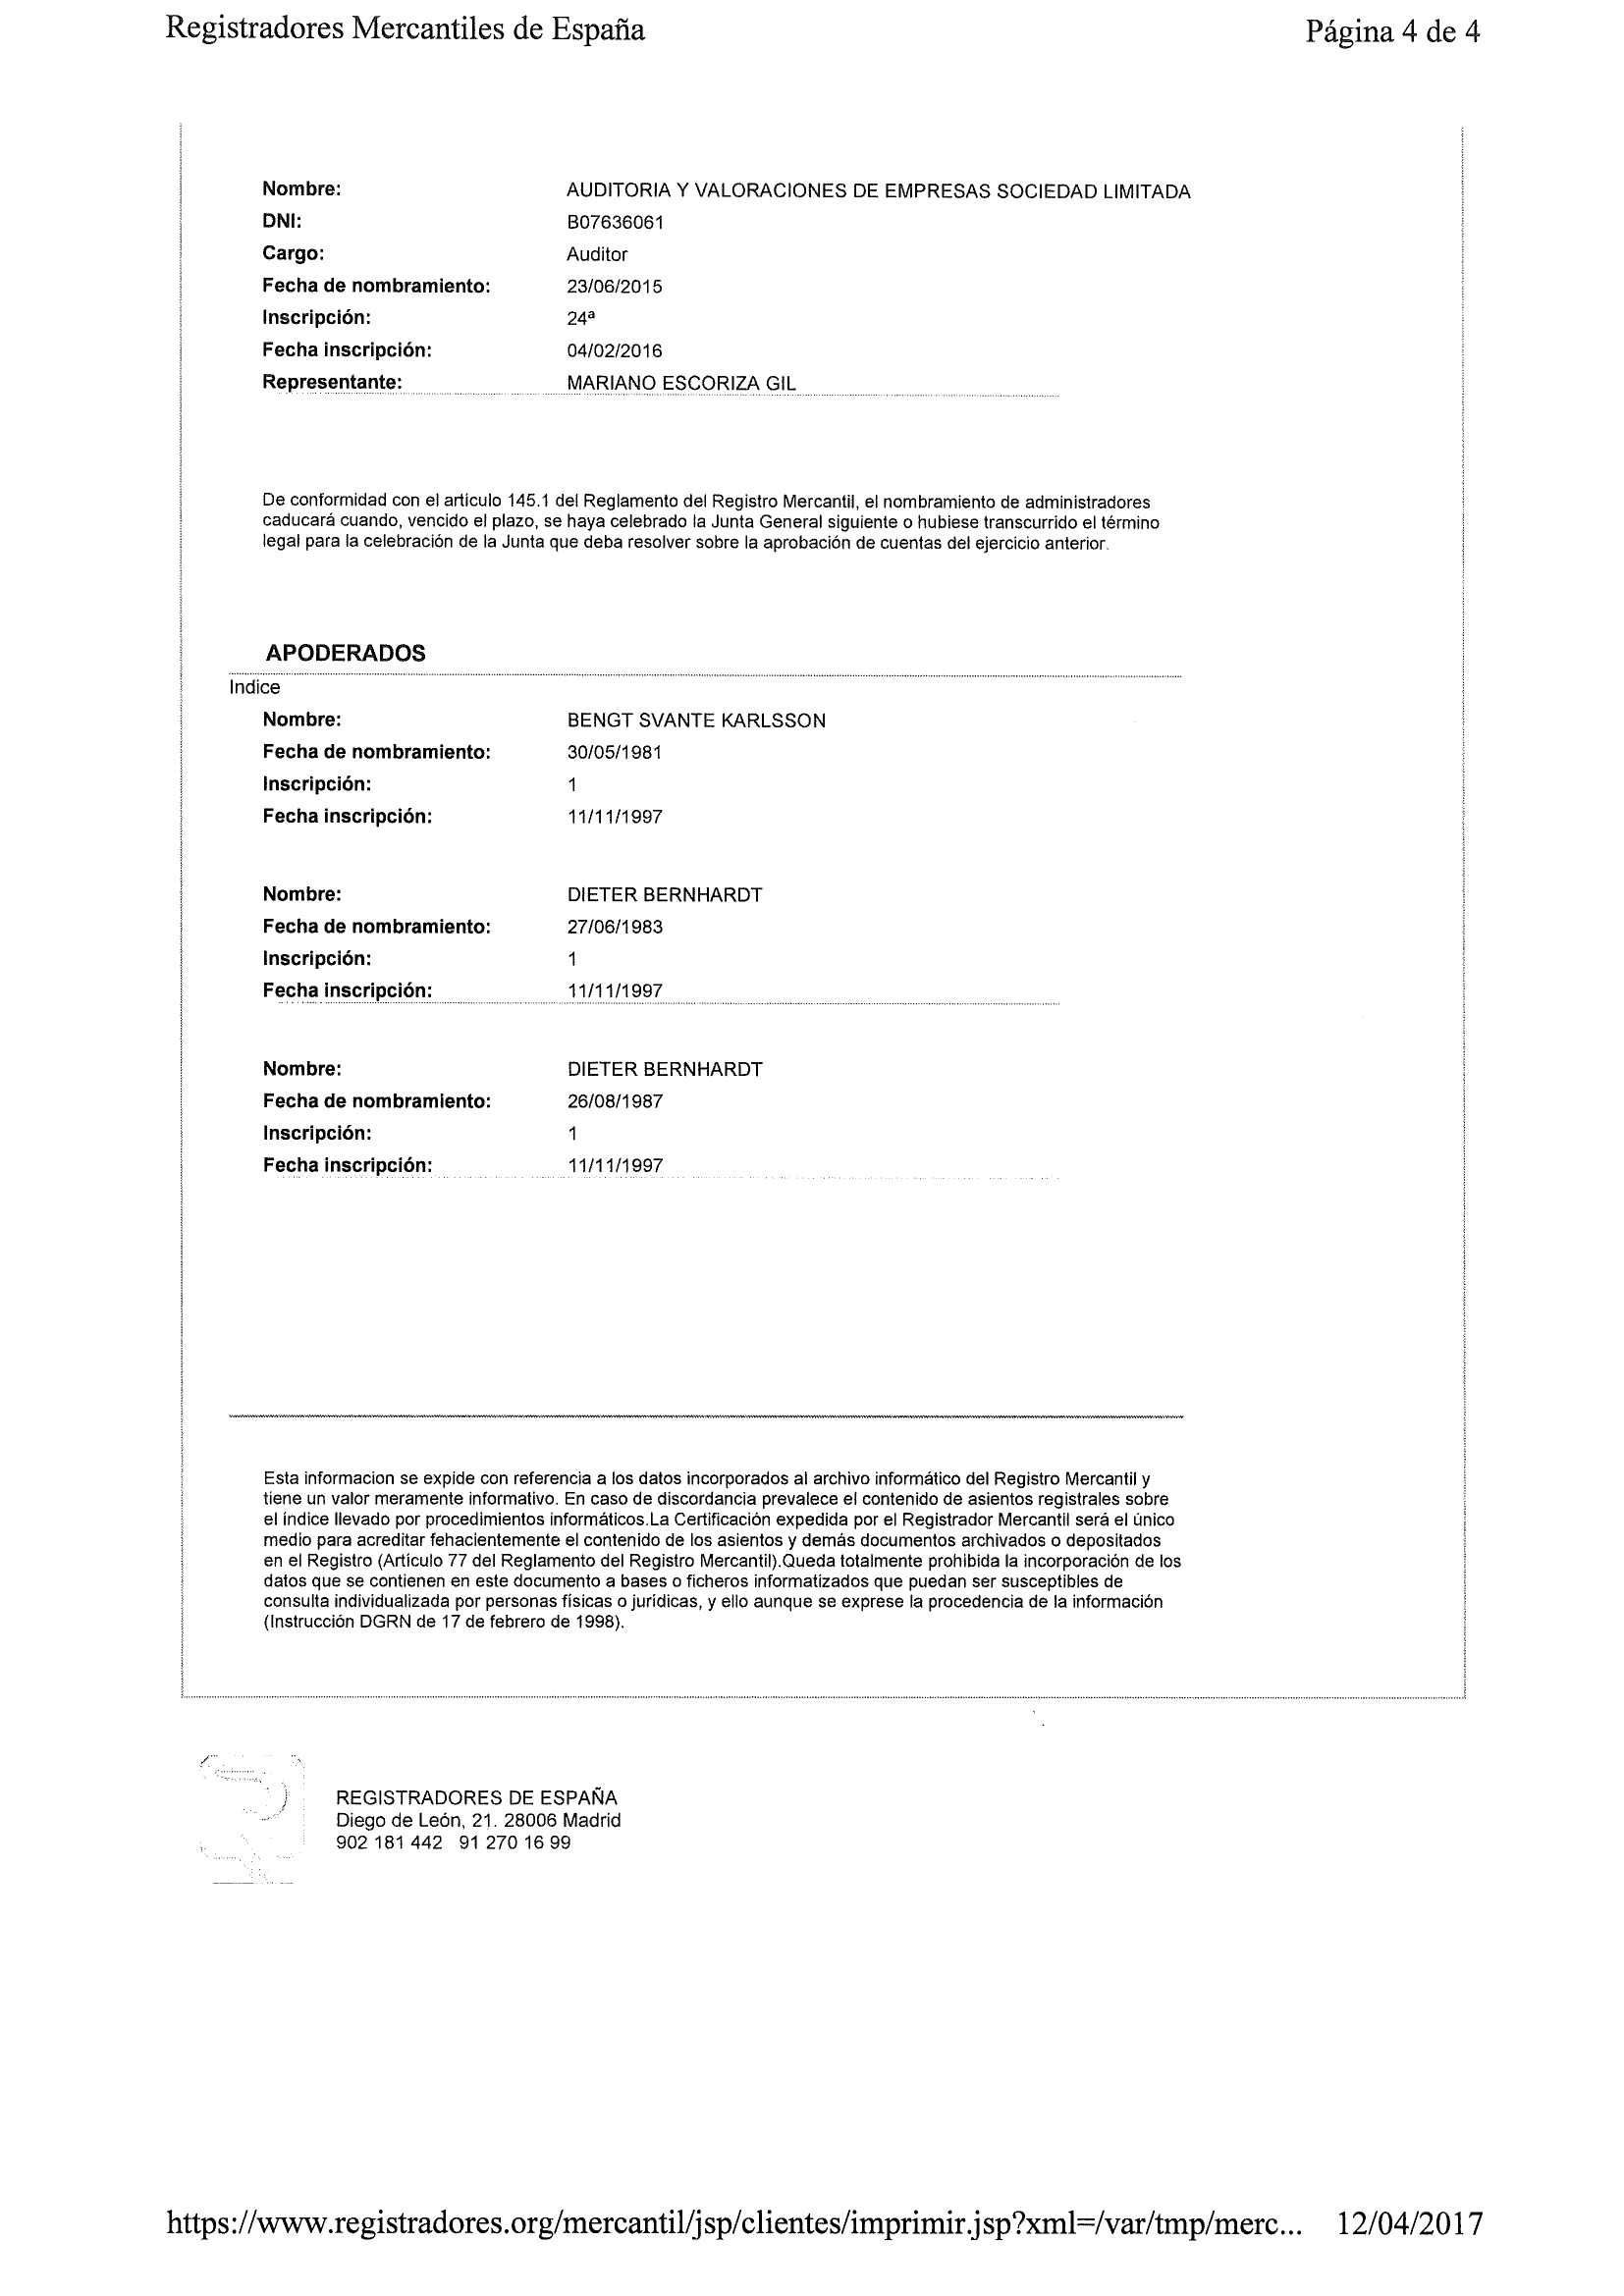 Registradores Mercantiles de España Página 4 de 4
Nombre: AUDITORIA Y VALORACIONES DE EMPRESAS SOCIEDAD LIMITADA
DNI: B07636061
Cargo: Auditor
Fecha de nombramiento: 23/06/2015
Inscripción: 24ª
Fecha inscripción: 04/02/2016
Representante: MARIANO ESCORIZA GIL
De conformidad con el articulo 145.1 del Reglamento del Registro Mercantil, el nombramiento de administradores
caducará cuando, vencido el plazo, se haya celebrado la Junta General siguiente o hubiese transcurrido el término
legal para la celebración de la Junta que deba resolver sobre la aprobación de cuentas del ejercicio anterior.
APODERADOS
Indice
Nombre: BENGT SVANTE KARLSSON
Fecha de nombramiento: 30/05/1981
Inscripción: 1
Fecha inscripción: 11/11/1997
Nombre: DIETER BERNHARDT
Fecha de nombramiento: 27/06/1983
Inscripción: 1
Fecha inscripción: 11/11/1997
Nombre: DIETER BERNHARDT
Fecha de nombramiento: 26/08/1987
Inscripción: 1
Fecha inscripción: 11/11/1997
Esta informacion se expide con referencia a los datos incorporados al archivo informático del Registro Mercantil y
tiene un valor meramente informativo. En caso de discordancia prevalece el contenido de asientos registrales sobre
el índice llevado por procedimientos informáticos.La Certificación expedida por el Registrador Mercantil será el único
medio para acreditar fehacientemente el contenido de los asientos y demás documentos archivados o depositados
en el Registro (Artículo 77 del Reglamento del Registro Mercantil).Queda totalmente prohibida la incorporación de los
datos que se contienen en este documento a bases o ficheros informatizados que puedan ser susceptibles de
consulta individualizada por personas físicas o jurídicas, y ello aunque se exprese la procedencia de la información
(Instrucción DGRN de 17 de febrero de 1998).
REGISTRADORES DE ESPAÑA
Diego de León, 21. 28006 Madrid
902 181 442 91 270 16 99
https://www.registradores.org/mercantil/jsp/clientes/imprimir.jsp?xml=/var/tmp/merc... 12/04/2017